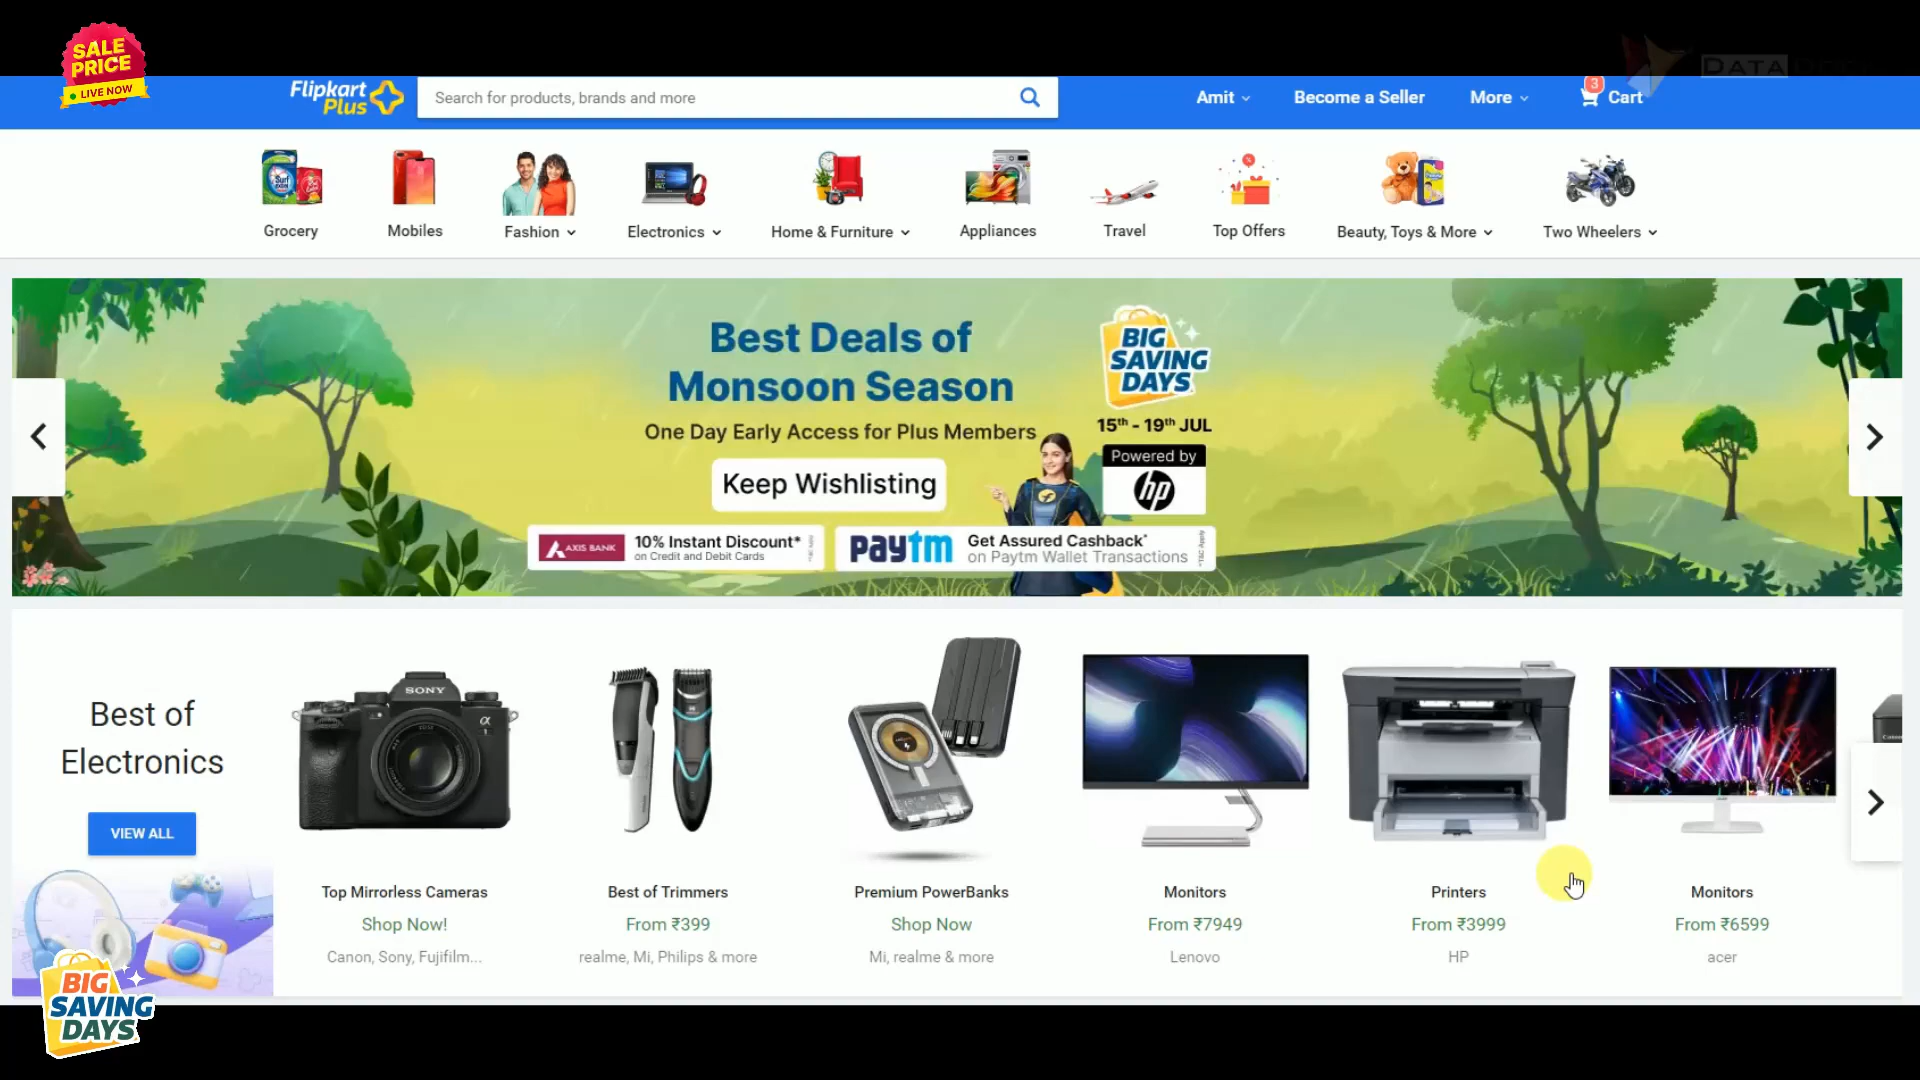 SALE
PRICE
LIVE NOW
DATA
Flipkart
Plus
Search for products, brands and more
Amit
Become a Seller
More
3
Cart
Grocery
Mobiles
Fashion
Electronics
Home & Furniture
Appliances
Travel
Top Offers
Beauty, Toys & More
Two Wheelers
Best Deals of
Monsoon Season
One Day Early Access for Plus Members
Keep Wishlisting
BIG
SAVING
DAYS
15th - 19th JUL
Powered by
hp
AXIS BANK
10% Instant Discount*
on Credit and Debit Cards
paytm
Get Assured Cashback*
on Paytm Wallet Transactions
*T&C Apply
Best of
Electronics
VIEW ALL
SONY
α
1
Top Mirrorless Cameras
Shop Now!
Canon, Sony, Fujifilm...
Best of Trimmers
From ₹399
realme, Mi, Philips & more
Premium PowerBanks
Shop Now
Mi, realme & more
Monitors
From ₹7949
Lenovo
Printers
From ₹3999
HP
Monitors
From ₹6599
acer
BIG
SAVING
DAYS